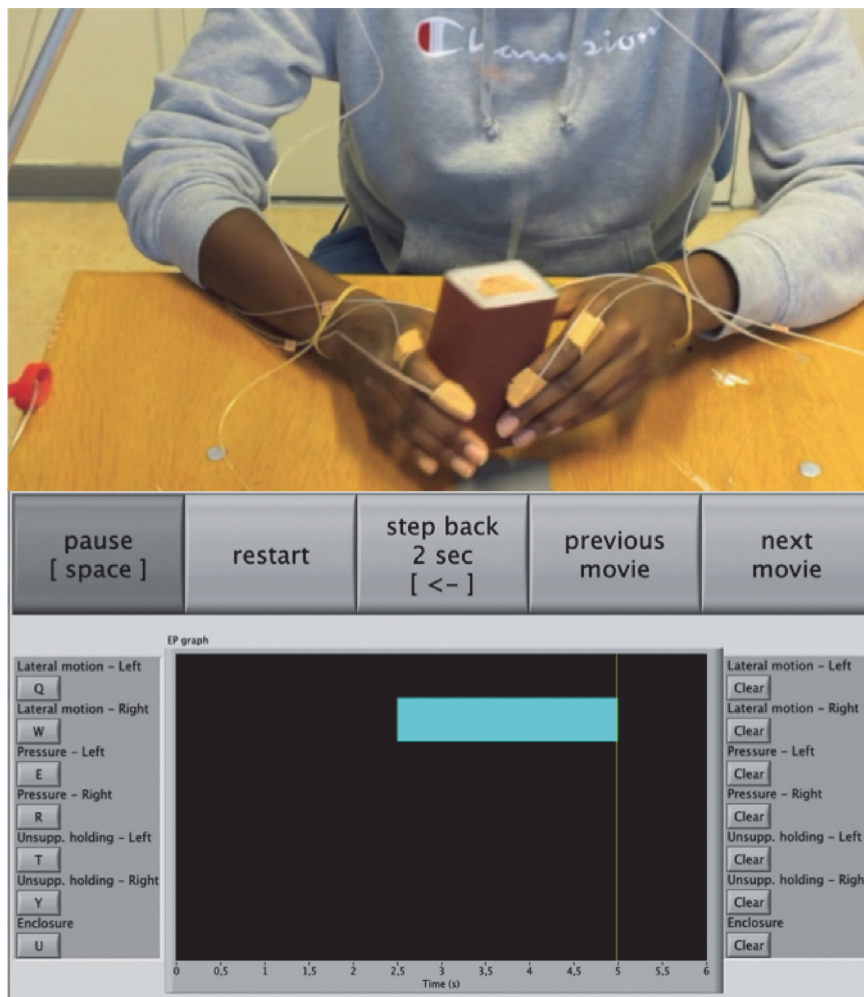 Champion
pause
[ space ]
restart
step back
2 sec
[ <- ]
previous
movie
next
movie
EP graph
Lateral motion – Left
Q
Lateral motion – Right
W
Pressure – Left
E
Pressure – Right
R
Unsupp. holding – Left
T
Unsupp. holding – Right
Y
Enclosure
U
Lateral motion – Left
Clear
Lateral motion – Right
Clear
Pressure – Left
Clear
Pressure – Right
Clear
Unsupp. holding – Left
Clear
Unsupp. holding – Righ
Clear
Enclosure
Clear
0 0,5 1 1,5 2 2,5 3 3,5 4 4,5 5 5,5 6
Time (s)